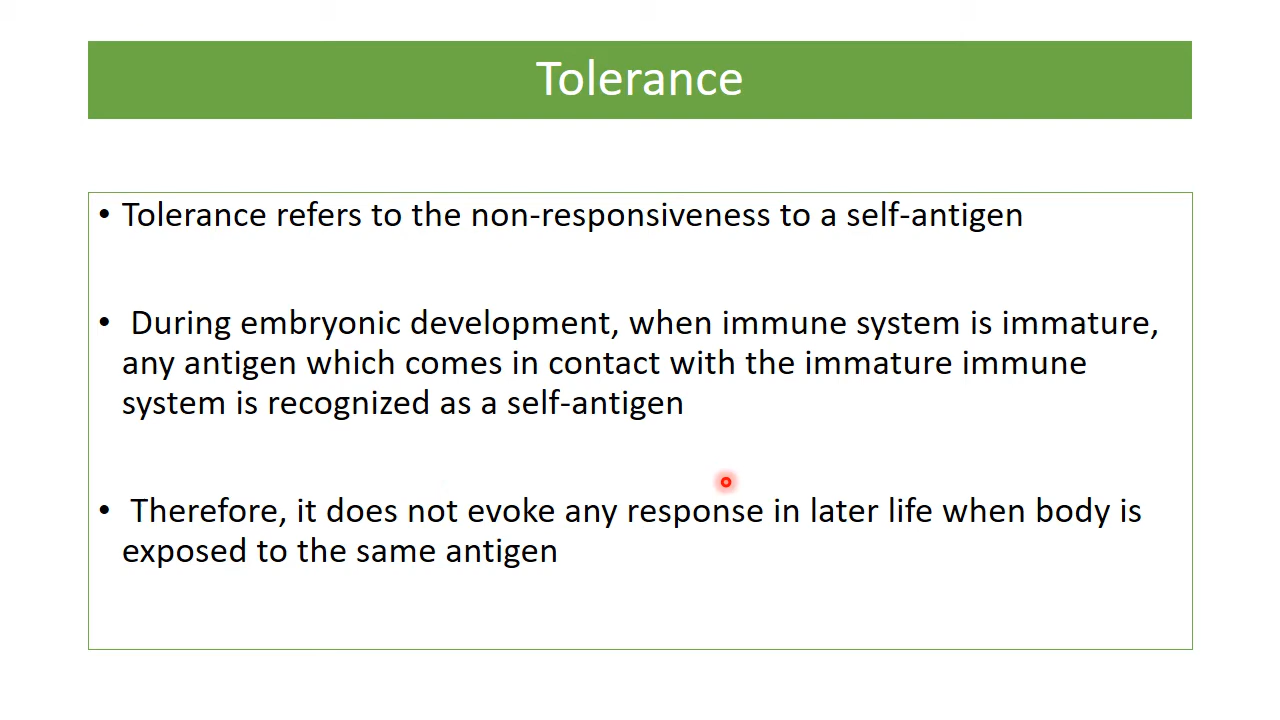 Tolerance
• Tolerance refers to the non-responsiveness to a self-antigen
• During embryonic development, when immune system is immature,
any antigen which comes in contact with the immature immune
system is recognized as a self-antigen
• Therefore, it does not evoke any response in later life when body is
exposed to the same antigen